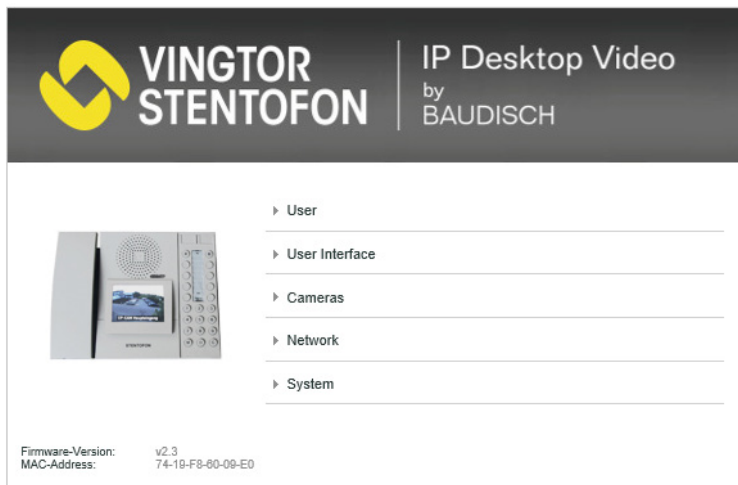 VINGTOR
STENTOFON
IP Desktop Video
by
BAUDISCH
User
User Interface
Cameras
Network
System
STENTOFON
Firmware-Version: v2.3
MAC-Address: 74-19-F8-60-09-E0